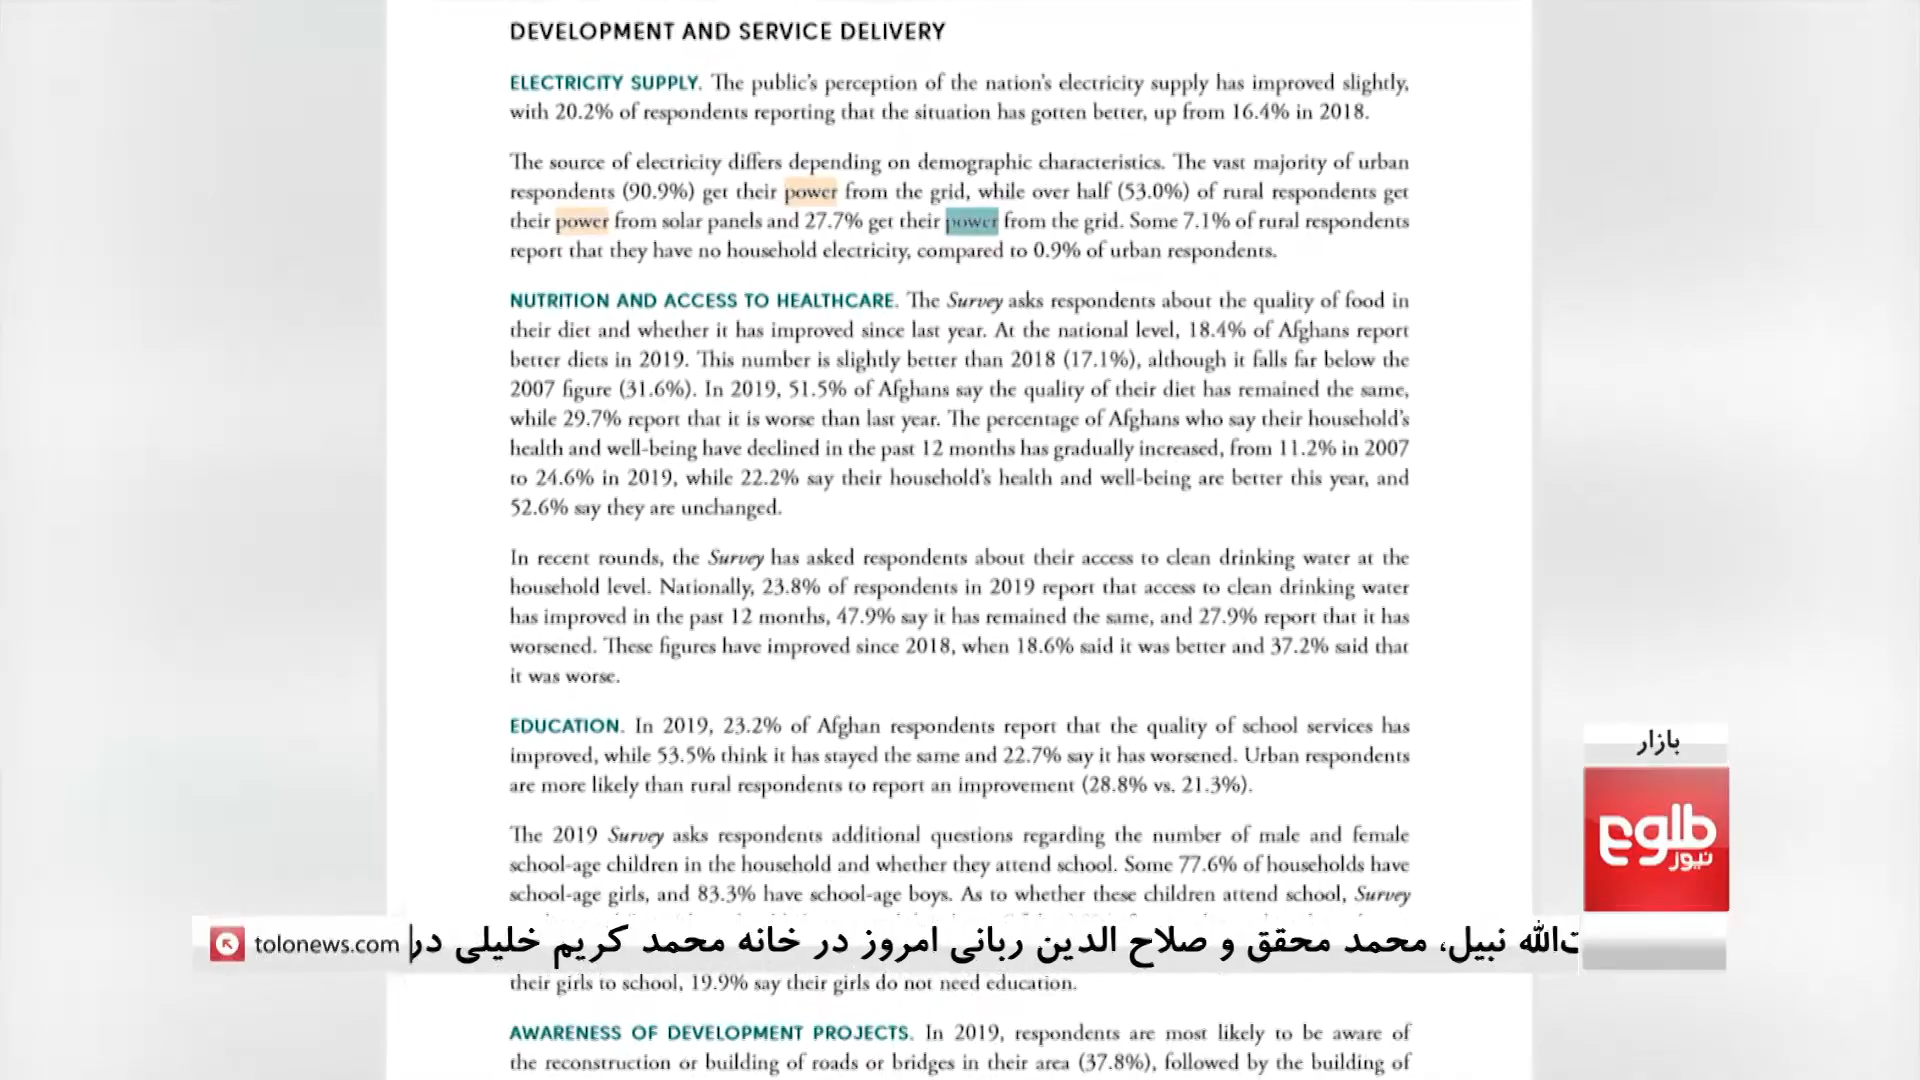 DEVELOPMENT AND SERVICE DELIVERY
ELECTRICITY SUPPLY. The public's perception of the nation's electricity supply has improved slightly,
with 20.2% of respondents reporting that the situation has gotten better, up from 16.4% in 2018.
The source of electricity differs depending on demographic characteristics. The vast majority of urban
respondents (90.9%) get their power from the grid, while over half (53.0%) of rural respondents get
their power from solar panels and 27.7% get their power from the grid. Some 7.1% of rural respondents
report that they have no household electricity, compared to 0.9% of urban respondents.
NUTRITION AND ACCESS TO HEALTHCARE. The Survey asks respondents about the quality of food in
their diet and whether it has improved since last year. At the national level, 18.4% of Afghans report
better diets in 2019. This number is slightly better than 2018 (17.1%), although it falls far below the
2007 figure (31.6%). In 2019, 51.5% of Afghans say the quality of their diet has remained the same,
while 29.7% report that it is worse than last year. The percentage of Afghans who say their household's
health and well-being have declined in the past 12 months has gradually increased, from 11.2% in 2007
to 24.6% in 2019, while 22.2% say their household's health and well-being are better this year, and
52.6% say they are unchanged.
In recent rounds, the Survey has asked respondents about their access to clean drinking water at the
household level. Nationally, 23.8% of respondents in 2019 report that access to clean drinking water
has improved in the past 12 months, 47.9% say it has remained the same, and 27.9% report that it has
worsened. These figures have improved since 2018, when 18.6% said it was better and 37.2% said that
it was worse.
EDUCATION. In 2019, 23.2% of Afghan respondents report that the quality of school services has
improved, while 53.5% think it has stayed the same and 22.7% say it has worsened. Urban respondents
are more likely than rural respondents to report an improvement (28.8% vs. 21.3%).
The 2019 Survey asks respondents additional questions regarding the number of male and female
school-age children in the household and whether they attend school. Some 77.6% of households have
school-age girls, and 83.3% have school-age boys. As to whether these children attend school, Survey
their girls to school, 19.9% say their girls do not need education.
AWARENESS OF DEVELOPMENT PROJECTS. In 2019, respondents are most likely to be aware of
the reconstruction or building of roads or bridges in their area (37.8%), followed by the building of
بازار
طلوع
نیوز
tolonews.com
ت‌الله نبیل، محمد محقق و صلاح الدین ربانی امروز در خانه محمد کریم خلیلی در